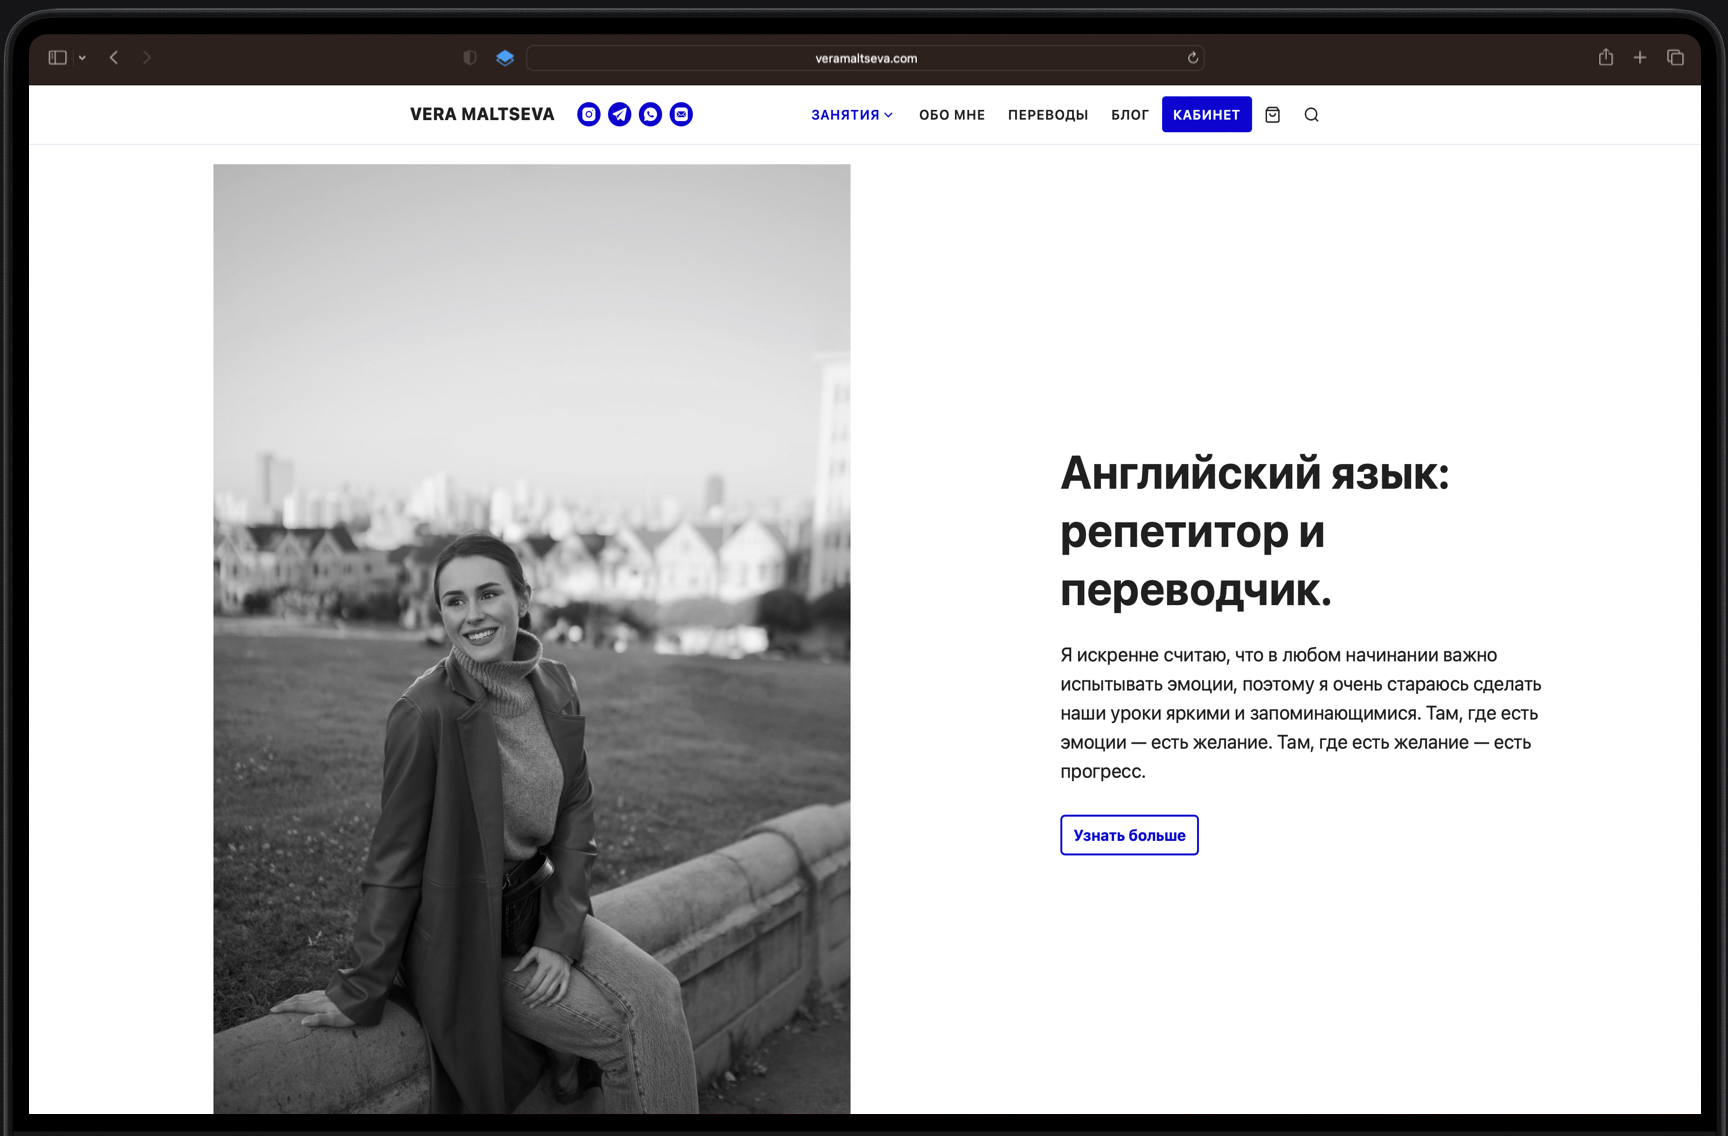 veramaltseva.com
VERA MALTSEVA
ЗАНЯТИЯ ОБО МНЕ ПЕРЕВОДЫ БЛОГ КАБИНЕТ
Английский язык:
репетитор и
переводчик.
Я искренне считаю, что в любом начинании важно
испытывать эмоции, поэтому я очень стараюсь сделать
наши уроки яркими и запоминающимися. Там, где есть
эмоции — есть желание. Там, где есть желание — есть
прогресс.
Узнать больше